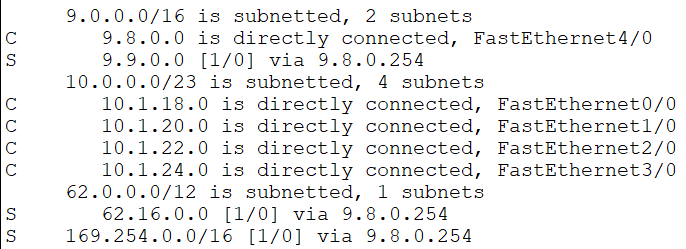 9.0.0.0/16 is subnetted, 2 subnets
C 9.8.0.0 is directly connected, FastEthernet4/0
S 9.9.0.0 [1/0] via 9.8.0.254
10.0.0.0/23 is subnetted, 4 subnets
C 10.1.18.0 is directly connected, FastEthernet0/0
C 10.1.20.0 is directly connected, FastEthernet1/0
C 10.1.22.0 is directly connected, FastEthernet2/0
C 10.1.24.0 is directly connected, FastEthernet3/0
62.0.0.0/12 is subnetted, 1 subnets
S 62.16.0.0 [1/0] via 9.8.0.254
S 169.254.0.0/16 [1/0] via 9.8.0.254